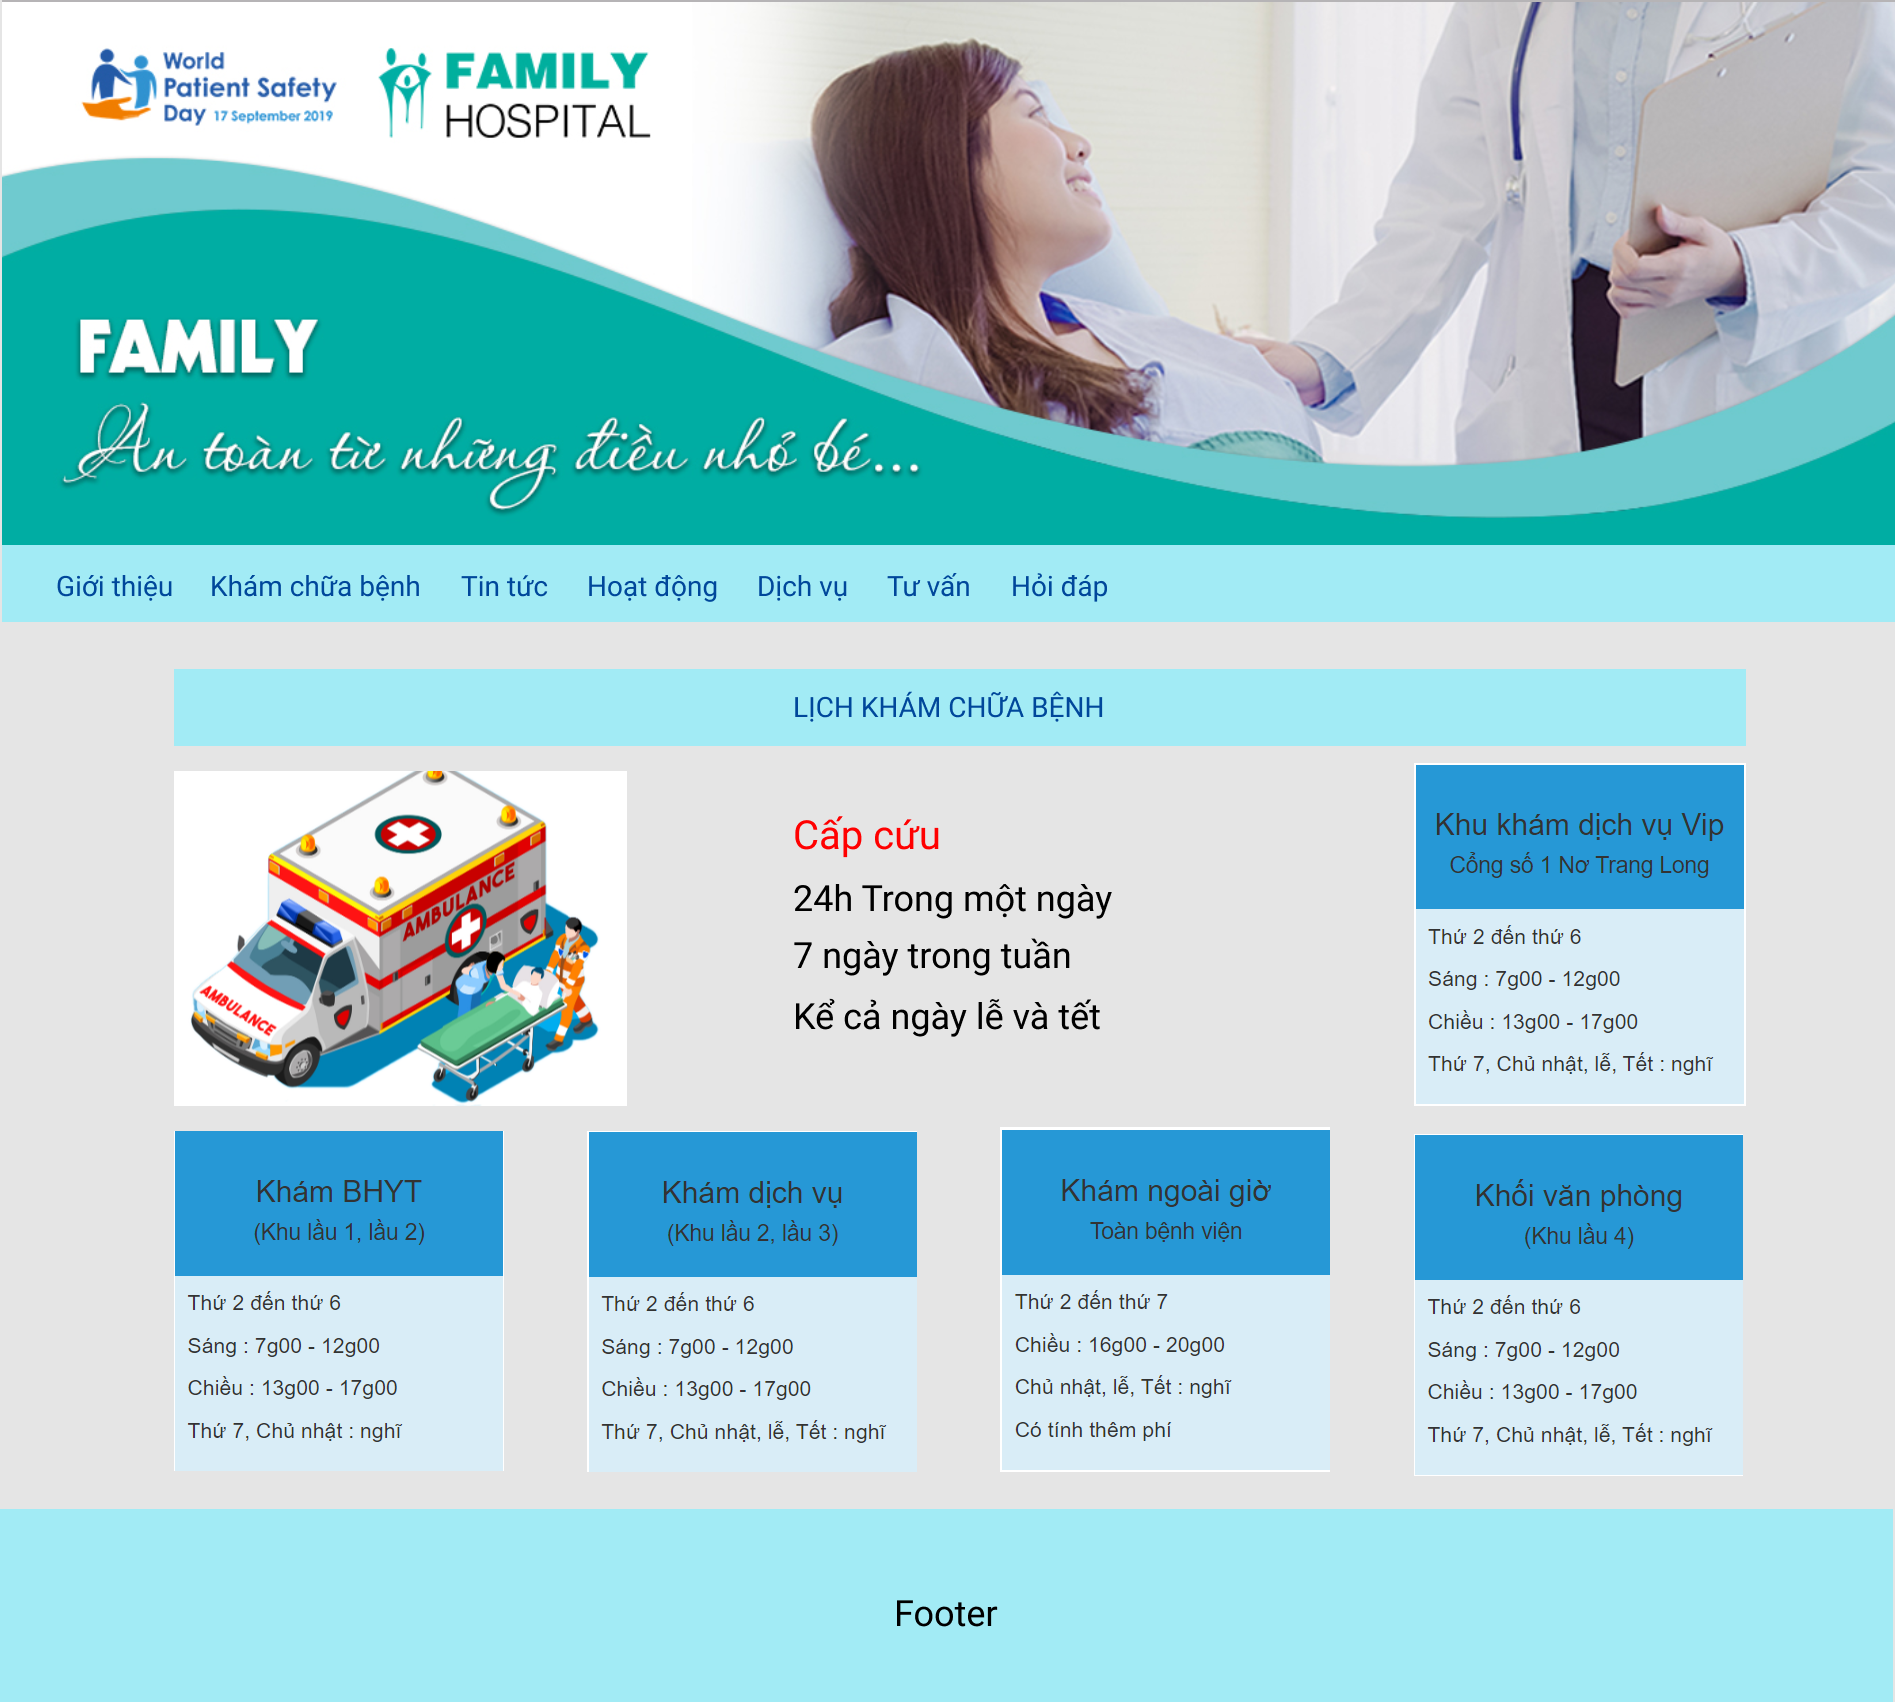 World
Patient Safety
Day 17 September 2019
FAMILY
HOSPITAL
FAMILY
An toàn từ những điều nhỏ bé...
Giới thiệu Khám chữa bệnh Tin tức Hoạt động Dịch vụ Tư vấn Hỏi đáp
LỊCH KHÁM CHỮA BỆNH
AMBULANCE
AMBULANCE
Cấp cứu
24h Trong một ngày
7 ngày trong tuần
Kể cả ngày lễ và tết
Khu khám dịch vụ Vip
Cổng số 1 Nơ Trang Long
Thứ 2 đến thứ 6
Sáng : 7g00 - 12g00
Chiều : 13g00 - 17g00
Thứ 7, Chủ nhật, lễ, Tết : nghĩ
Khám BHYT
(Khu lầu 1, lầu 2)
Thứ 2 đến thứ 6
Sáng : 7g00 - 12g00
Chiều : 13g00 - 17g00
Thứ 7, Chủ nhật : nghĩ
Khám dịch vụ
(Khu lầu 2, lầu 3)
Thứ 2 đến thứ 6
Sáng : 7g00 - 12g00
Chiều : 13g00 - 17g00
Thứ 7, Chủ nhật, lễ, Tết : nghĩ
Khám ngoài giờ
Toàn bệnh viện
Thứ 2 đến thứ 7
Chiều : 16g00 - 20g00
Chủ nhật, lễ, Tết : nghĩ
Có tính thêm phí
Khối văn phòng
(Khu lầu 4)
Thứ 2 đến thứ 6
Sáng : 7g00 - 12g00
Chiều : 13g00 - 17g00
Thứ 7, Chủ nhật, lễ, Tết : nghĩ
Footer